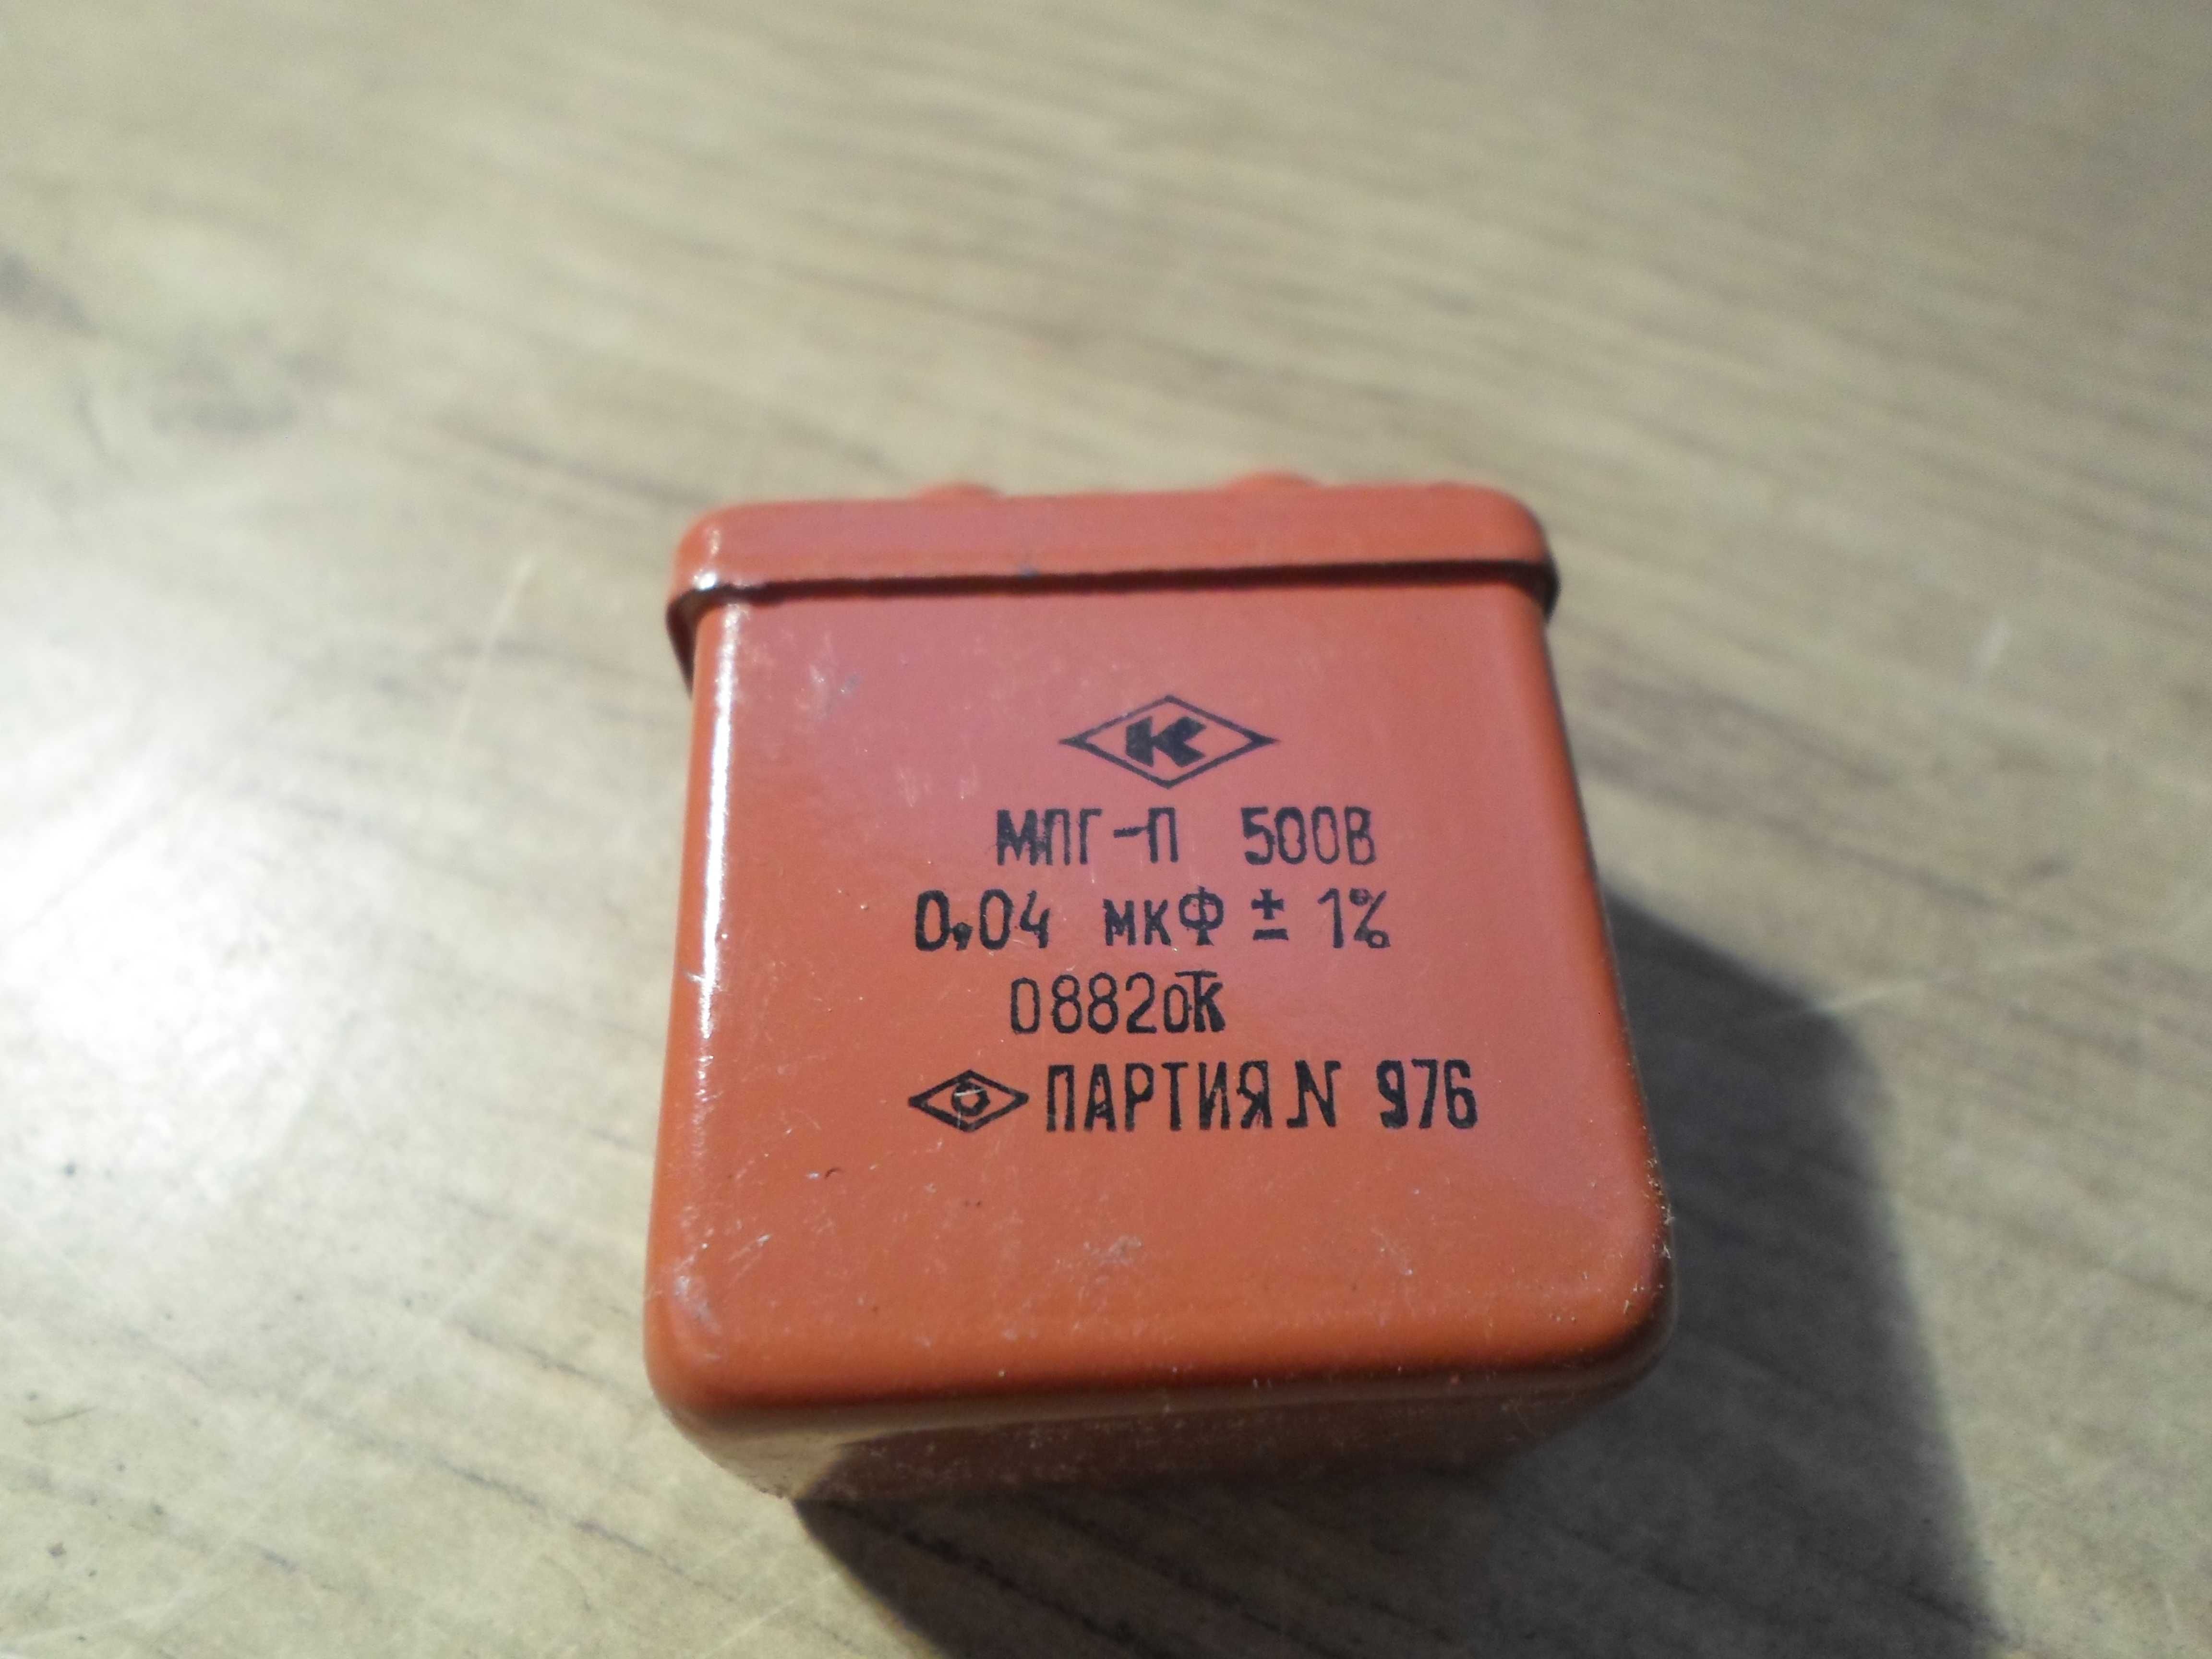 К
МПГ-П 500В
0,04 мкФ ± 1%
0882ОТК
ПАРТИЯ N 976